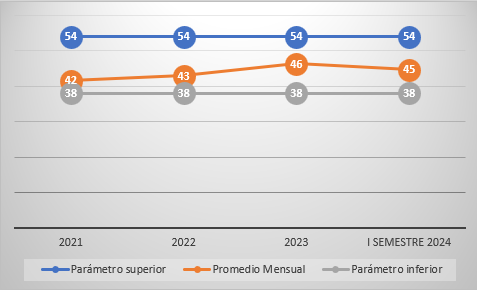 54 54 54 54
42 43 46 45
38 38 38 38
2021 2022 2023 I SEMESTRE 2024
Parámetro superior Promedio Mensual Parámetro inferior